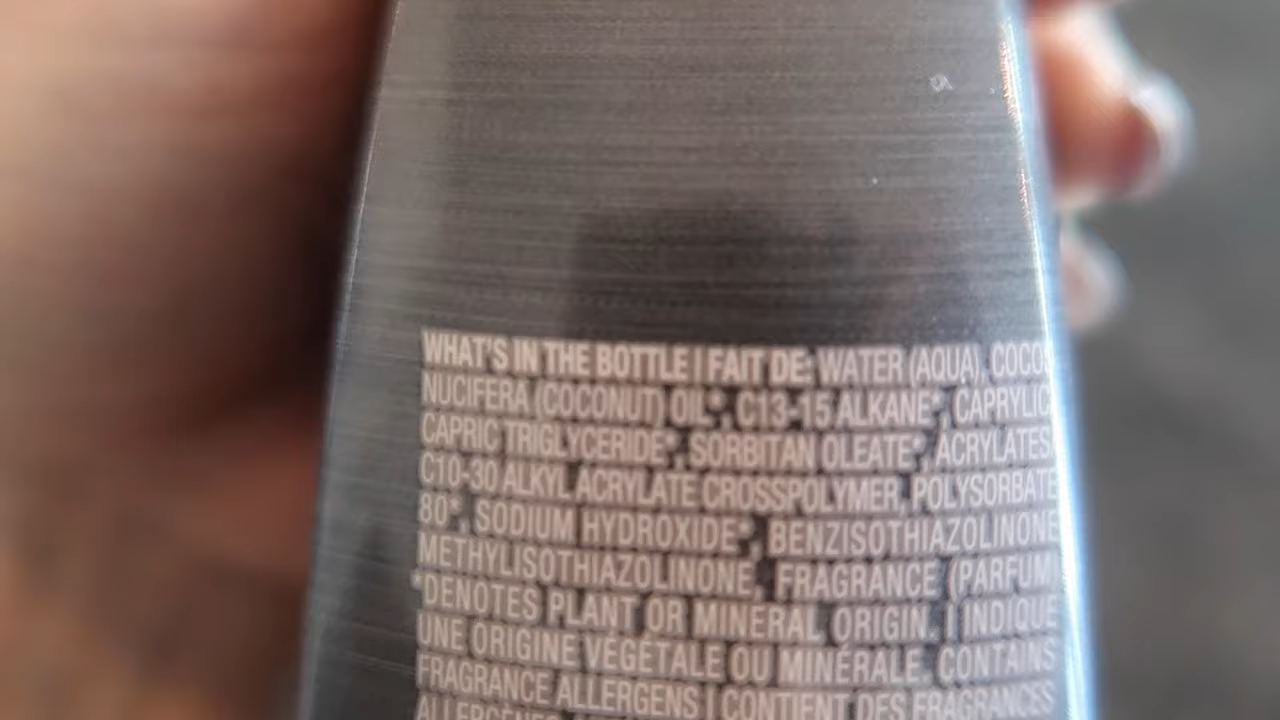 WHAT'S IN THE BOTTLE | FAIT DE: WATER (AQUA), COCO
NUCIFERA (COCONUT) OIL*, C13-15 ALKANE*, CAPRYLIC
CAPRIC TRIGLYCERIDE*, SORBITAN OLEATE*, ACRYLATES
C10-30 ALKYL ACRYLATE CROSSPOLYMER, POLYSORBATE
80*, SODIUM HYDROXIDE*, BENZISOTHIAZOLINONE
METHYLISOTHIAZOLINONE, FRAGRANCE (PARFUM
*DENOTES PLANT OR MINERAL ORIGIN. | INDIQUE
UNE ORIGINE VÉGÉTALE OU MINÉRALE. CONTAINS
FRAGRANCE ALLERGENS | CONTIENT DES FRAGRANCES